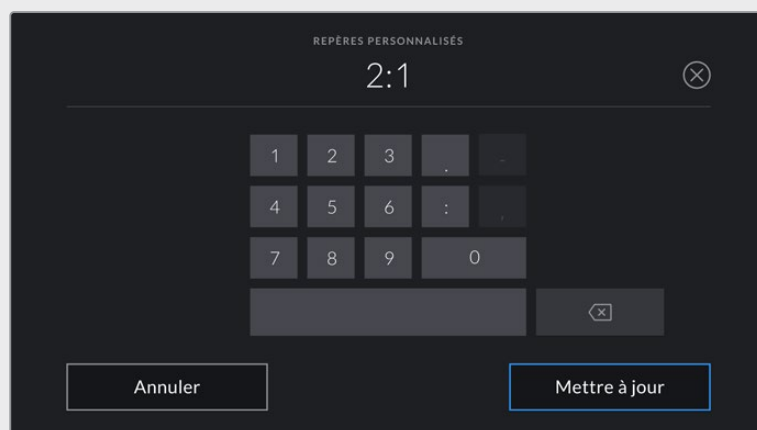 REPÈRES PERSONNALISÉS
2:1
1 2 3 . -
4 5 6 : ,
7 8 9 0
Annuler Mettre à jour